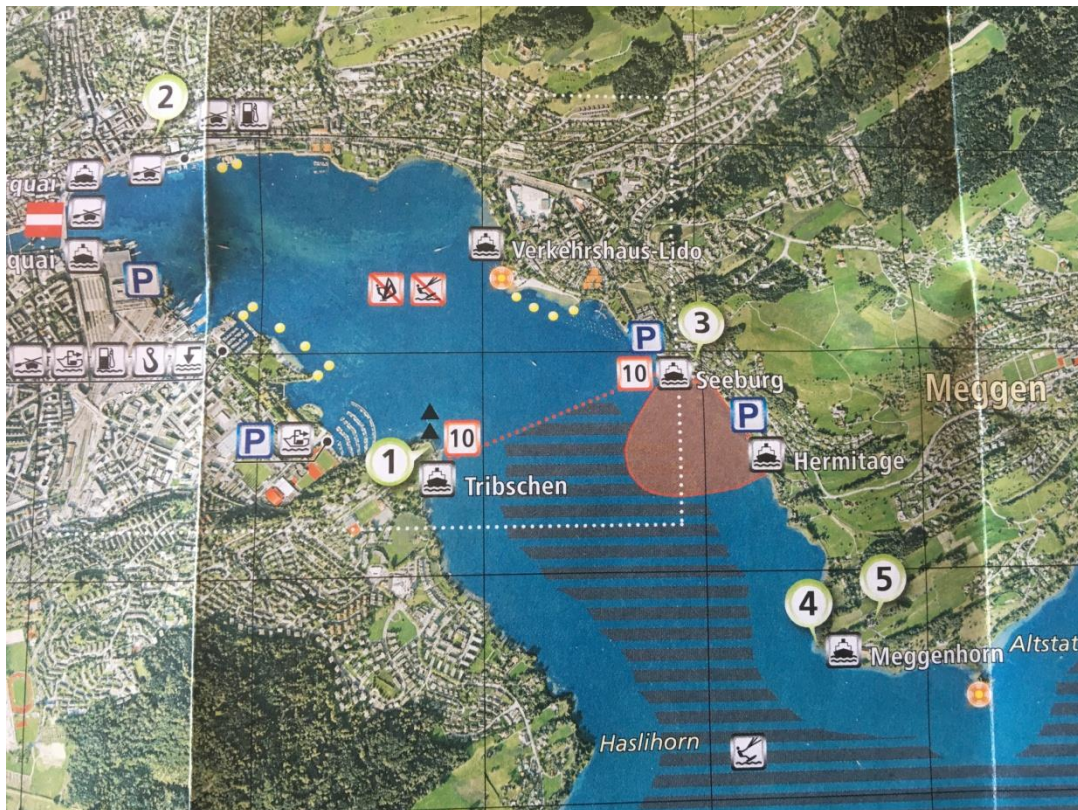 2
quai
quai
P
Verkehrshaus-Lido
P
3
10
Seeburg
Meggen
P
P
10
Hermitage
1
Tribschen
5
4
Meggenhorn
Altstat
Haslihorn